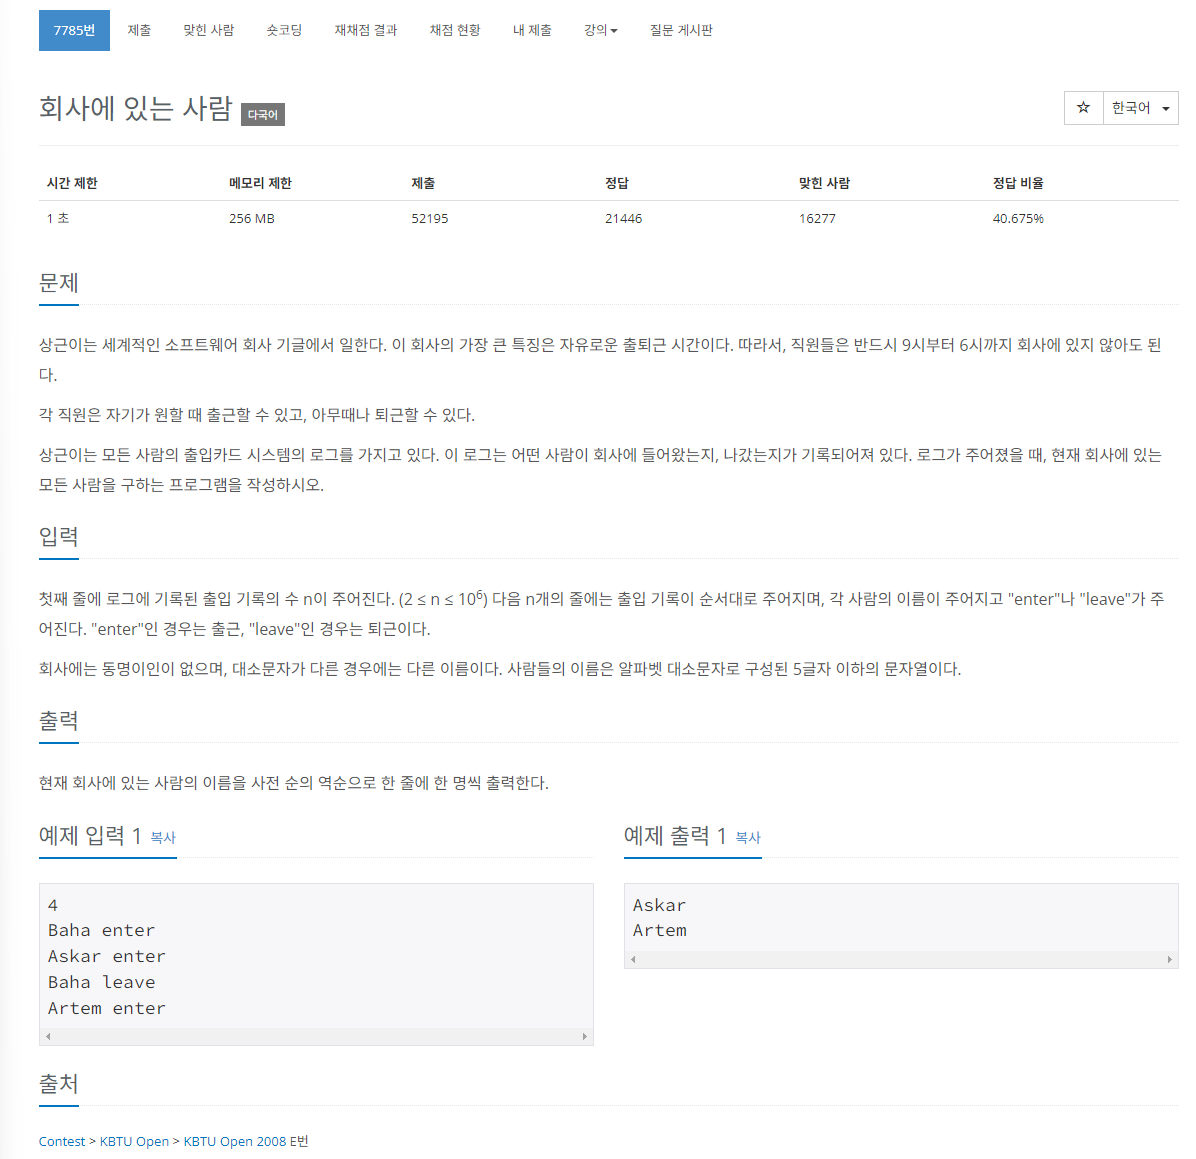 7785번 제출 맞힌 사람 숏코딩 재채점 결과 채점 현황 내 제출 강의 질문 게시판
회사에 있는 사람 다국어 ☆ 한국어
시간 제한 메모리 제한 제출 정답 맞힌 사람 정답 비율
1 초 256 MB 52195 21446 16277 40.675%
문제
상근이는 세계적인 소프트웨어 회사 기글에서 일한다. 이 회사의 가장 큰 특징은 자유로운 출퇴근 시간이다. 따라서, 직원들은 반드시 9시부터 6시까지 회사에 있지 않아도 된
다.
각 직원은 자기가 원할 때 출근할 수 있고, 아무때나 퇴근할 수 있다.
상근이는 모든 사람의 출입카드 시스템의 로그를 가지고 있다. 이 로그는 어떤 사람이 회사에 들어왔는지, 나갔는지가 기록되어져 있다. 로그가 주어졌을 때, 현재 회사에 있는
모든 사람을 구하는 프로그램을 작성하시오.
입력
첫째 줄에 로그에 기록된 출입 기록의 수 n이 주어진다. (2 ≤ n ≤ 10⁶) 다음 n개의 줄에는 출입 기록이 순서대로 주어지며, 각 사람의 이름이 주어지고 "enter"나 "leave"가 주
어진다. "enter"인 경우는 출근, "leave"인 경우는 퇴근이다.
회사에는 동명이인이 없으며, 대소문자가 다른 경우에는 다른 이름이다. 사람들의 이름은 알파벳 대소문자로 구성된 5글자 이하의 문자열이다.
출력
현재 회사에 있는 사람의 이름을 사전 순의 역순으로 한 줄에 한 명씩 출력한다.
예제 입력 1 복사
4
Baha enter
Askar enter
Baha leave
Artem enter
예제 출력 1 복사
Askar
Artem
출처
Contest > KBTU Open > KBTU Open 2008 E번